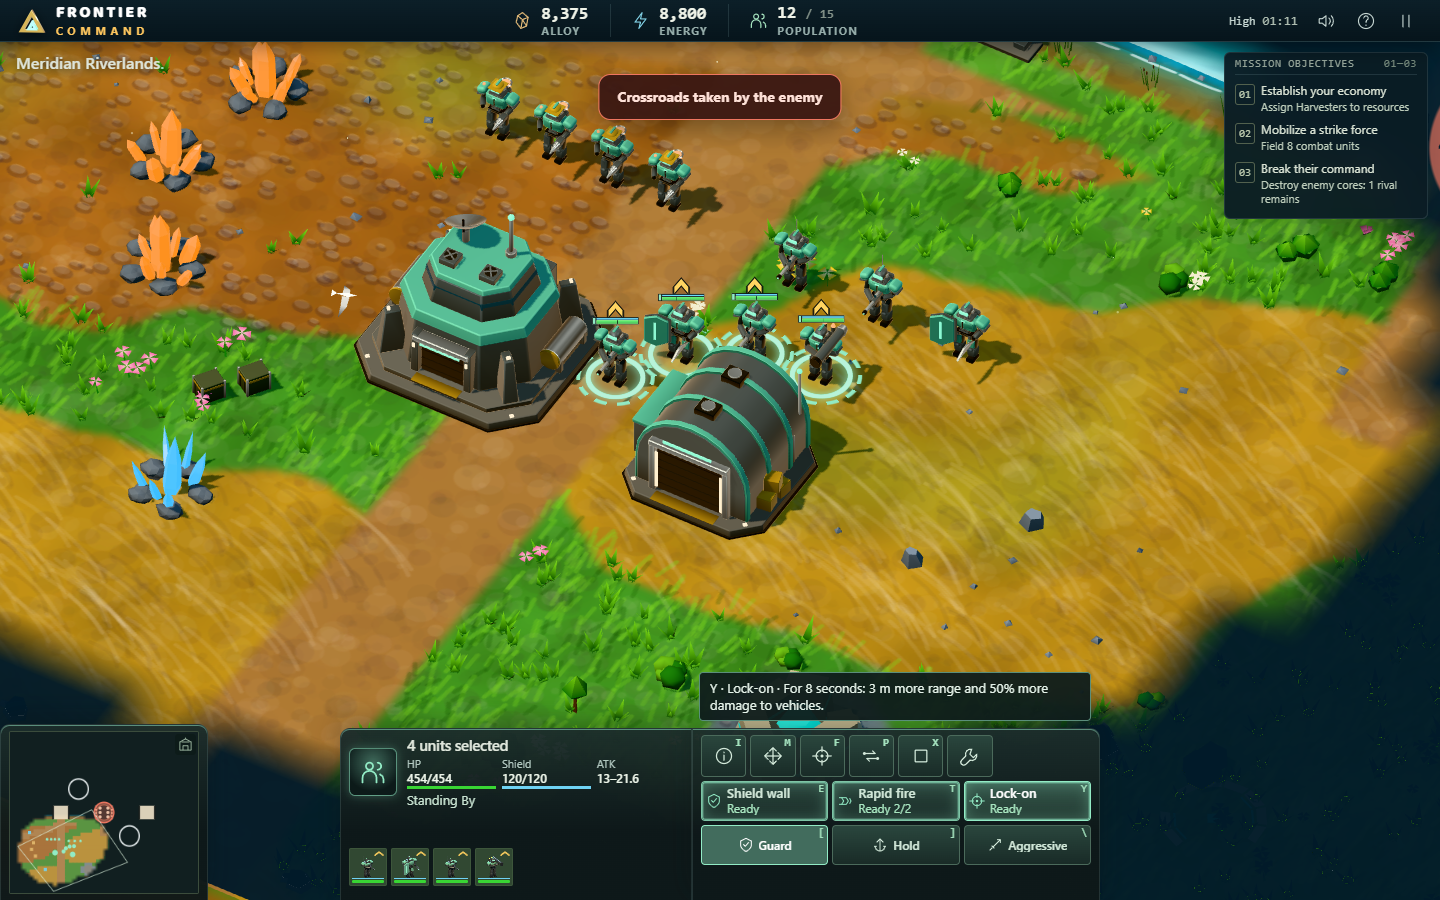 FRONTIER
COMMAND
8,375
ALLOY
8,800
ENERGY
12 / 15
POPULATION
High 01:11
Meridian Riverlands.
Crossroads taken by the enemy
MISSION OBJECTIVES 01—03
01 Establish your economy
Assign Harvesters to resources
02 Mobilize a strike force
Field 8 combat units
03 Break their command
Destroy enemy cores: 1 rival
remains
Y · Lock-on · For 8 seconds: 3 m more range and 50% more
damage to vehicles.
4 units selected
HP Shield ATK
454/454 120/120 13–21.6
Standing By
I M F P X
Shield wall E
Ready
Rapid fire T
Ready 2/2
Lock-on Y
Ready
Guard [
Hold ]
Aggressive \